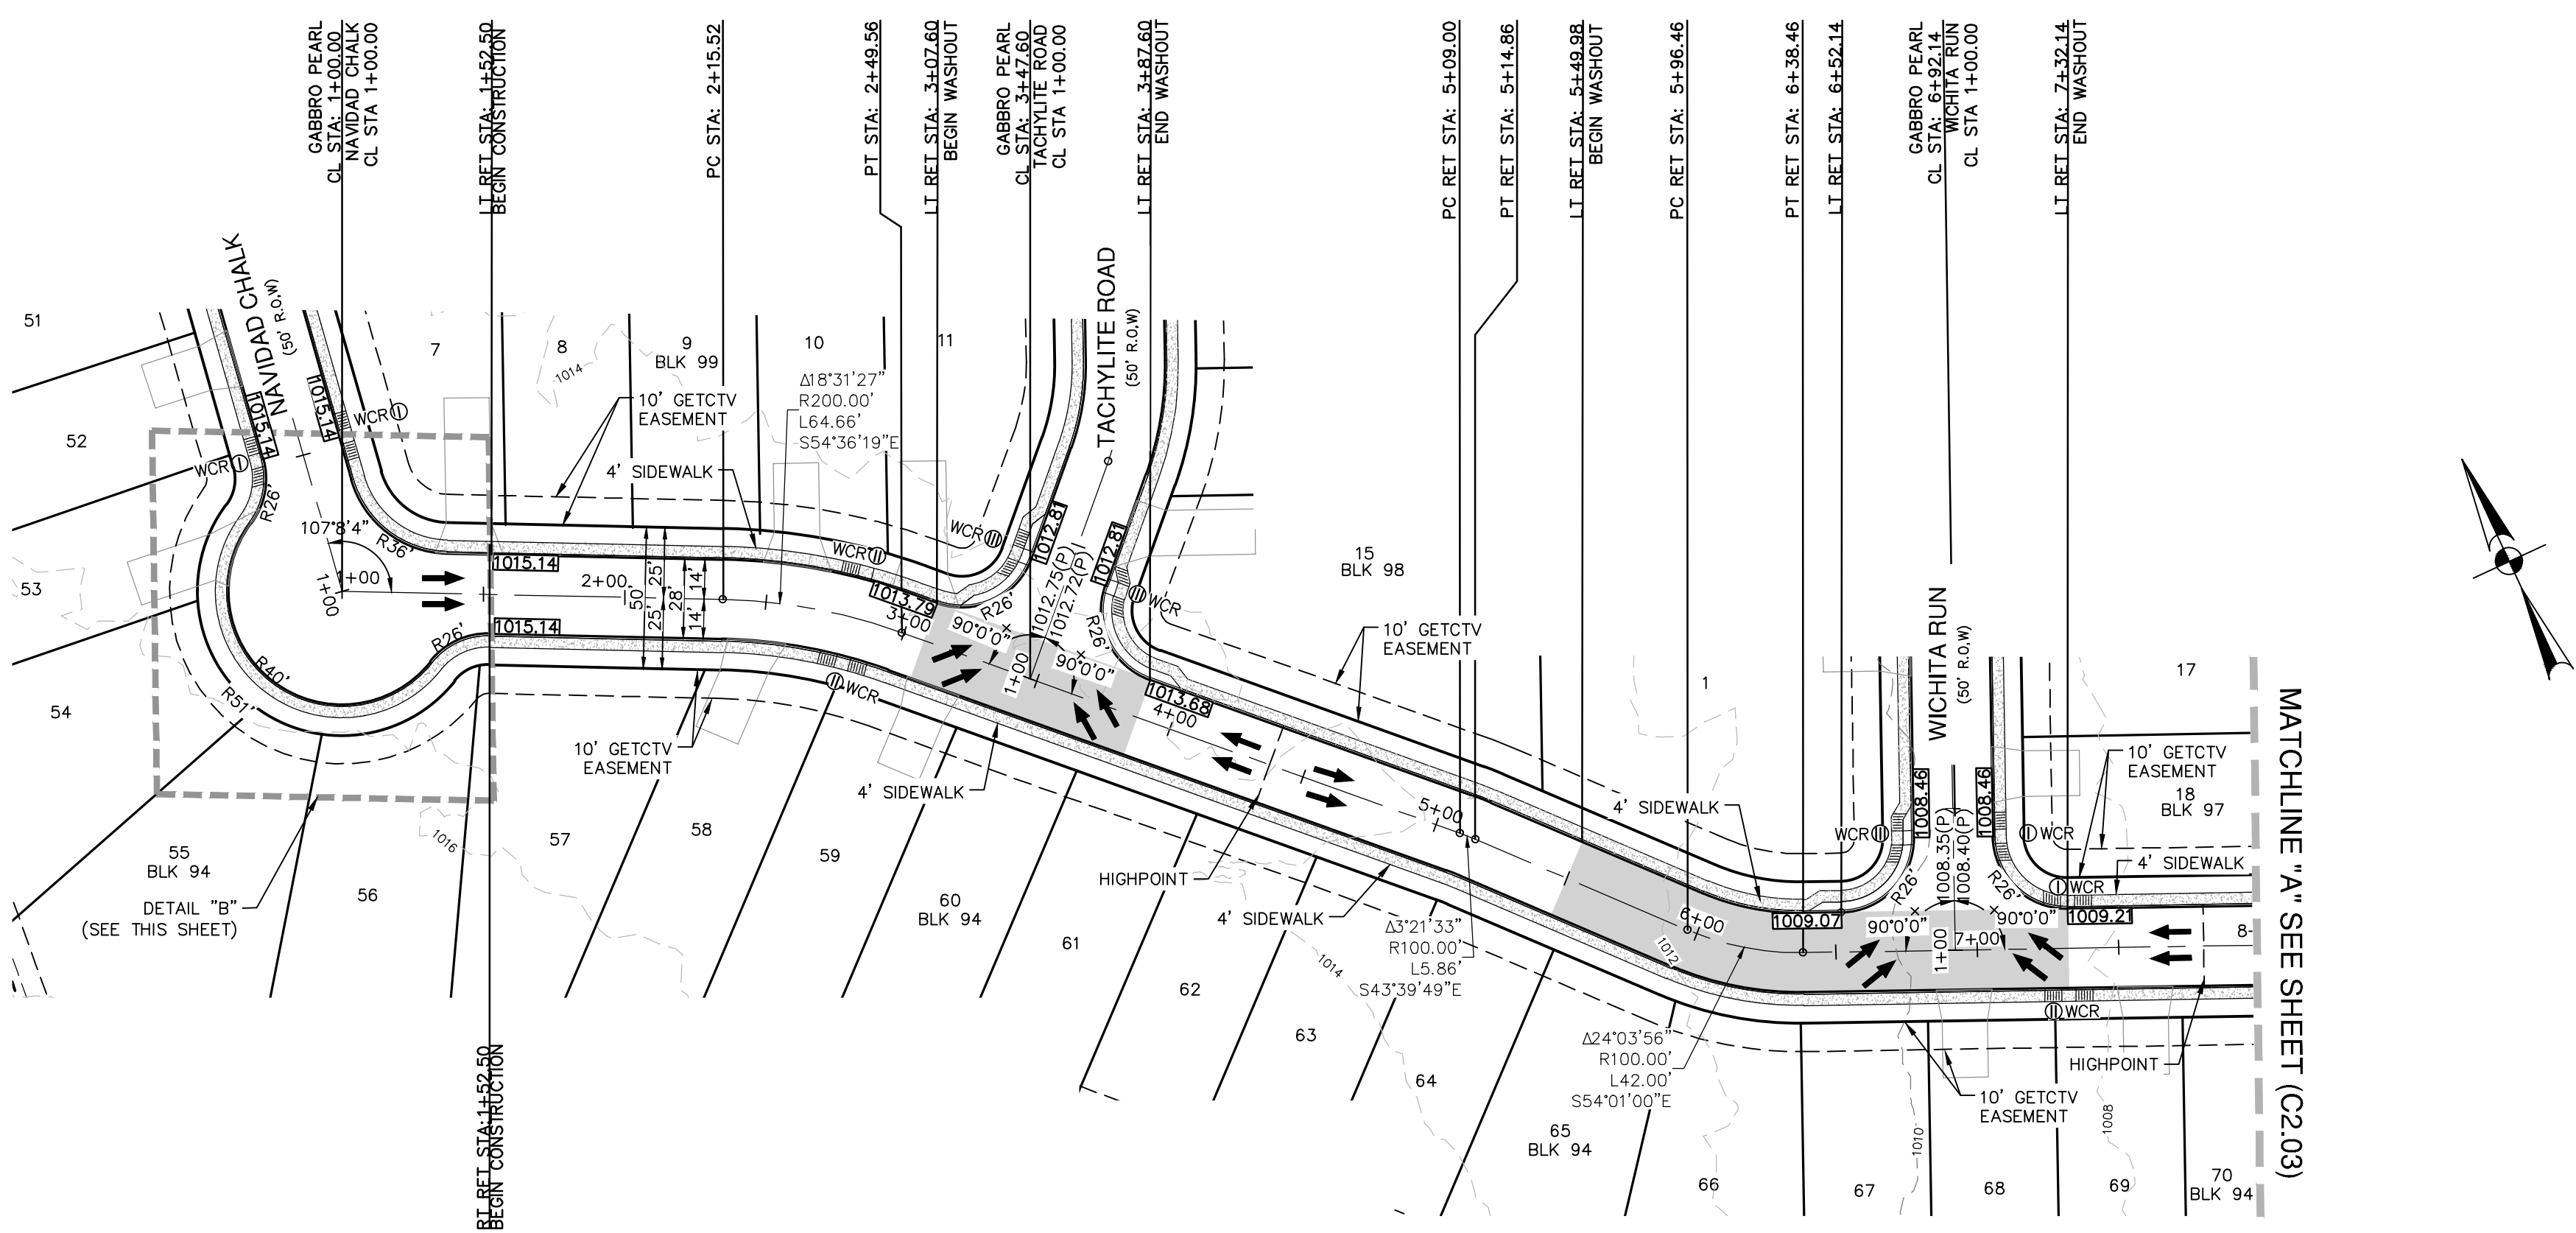 GABBRO PEARL
CL STA: 1+00.00
NAVIDAD CHALK
CL STA 1+00.00
LT RET STA: 1+52.50
BEGIN CONSTRUCTION
PC STA: 2+15.52
PT STA: 2+49.56
LT RET STA: 3+07.60
BEGIN WASHOUT
GABBRO PEARL
CL STA: 3+47.60
TACHYLITE ROAD
CL STA 1+00.00
LT RET STA: 3+87.60
END WASHOUT
PC RET STA: 5+09.00
PT RET STA: 5+14.86
LT RET STA: 5+49.98
BEGIN WASHOUT
PC RET STA: 5+96.46
PT RET STA: 6+38.46
LT RET STA: 6+52.14
GABBRO PEARL
CL STA: 6+92.14
WICHITA RUN
CL STA 1+00.00
LT RET STA: 7+32.14
END WASHOUT
NAVIDAD CHALK
(50' R.O.W)
TACHYLITE ROAD
(50' R.O.W)
51
7
8
1014
9
BLK 99
10
11
Δ18°31'27"
R200.00'
L64.66'
S54°36'19"E
10' GETCTV
EASEMENT
4' SIDEWALK
52
1015.14
1015.14
WCR I
WCR I
R26'
107°8'4"
R36'
1+00
1+00
53
R40'
R51'
R26'
54
1015.14
1015.14
2+00
50'
25'
25'
28'
14'
14'
WCR II
WCR II
1012.81
1012.81
1013.79
3+00
R26'
90°0'0"
1012.75(P)
1012.72(P)
R26'
WCR II
1+00
90°0'0"
1013.68
4+00
WCR II
15
BLK 98
10' GETCTV
EASEMENT
10' GETCTV
EASEMENT
4' SIDEWALK
HIGHPOINT
4' SIDEWALK
5+00
1
4' SIDEWALK
WICHITA RUN
(50' R.O.W)
17
10' GETCTV
EASEMENT
18
BLK 97
4' SIDEWALK
1008.46
1008.46
WCR II
WCR I
WCR I
R26'
1008.35(P)
1008.40(P)
R26'
1009.07
90°0'0"
90°0'0"
1009.21
6+00
1+00
7+00
8-
1012
WCR II
HIGHPOINT
10' GETCTV
EASEMENT
MATCHLINE "A" SEE SHEET (C2.03)
55
BLK 94
DETAIL "B"
(SEE THIS SHEET)
1016
56
57
58
59
60
BLK 94
61
62
63
64
1014
Δ3°21'33"
R100.00'
L5.86'
S43°39'49"E
Δ24°03'56"
R100.00'
L42.00'
S54°01'00"E
65
BLK 94
66
67
1010
68
1008
69
70
BLK 94
RT RET STA:1+52.50
BEGIN CONSTRUCTION